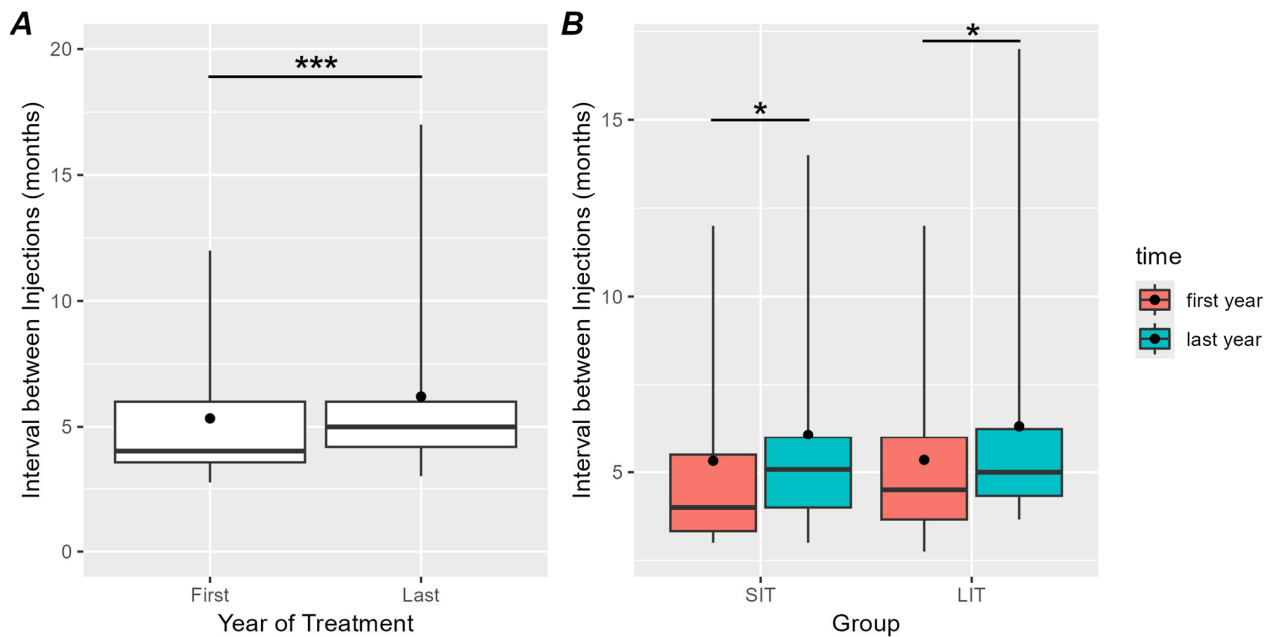 A
Interval between Injections (months)
20
15
10
5
0
***
First
Last
Year of Treatment
B
Interval between Injections (months)
15
10
5
*
*
SIT
LIT
Group
time
first year
last year